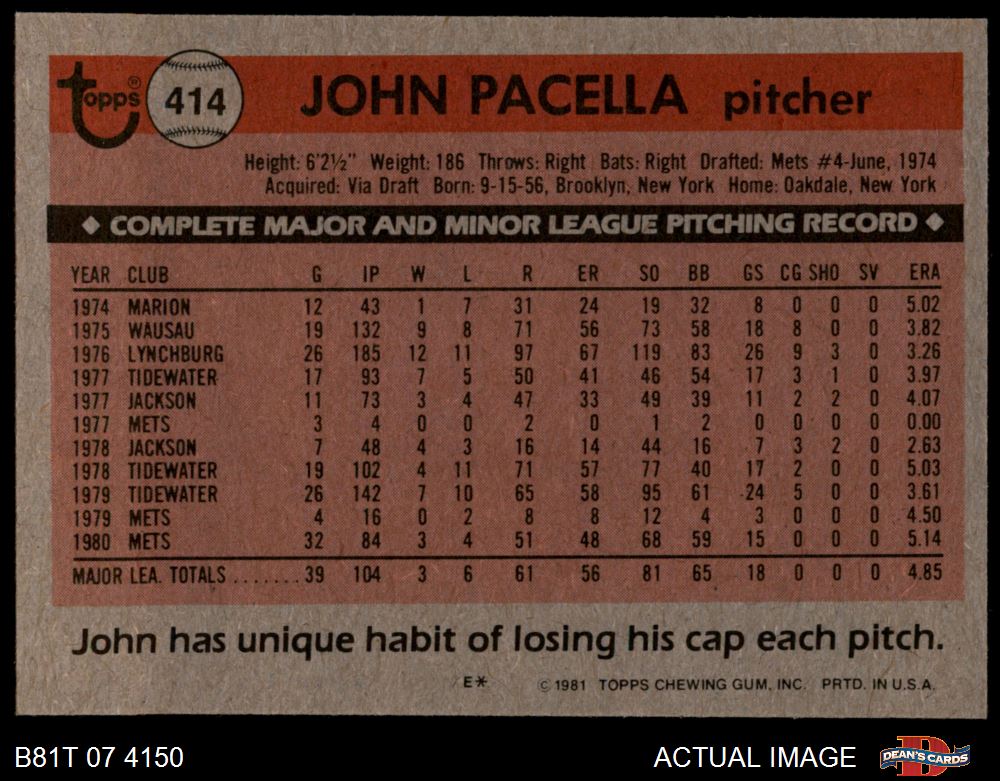 topps® 414 JOHN PACELLA pitcher
Height: 6'2½" Weight: 186 Throws: Right Bats: Right Drafted: Mets #4-June, 1974
Acquired: Via Draft Born: 9-15-56, Brooklyn, New York Home: Oakdale, New York
◆ COMPLETE MAJOR AND MINOR LEAGUE PITCHING RECORD ◆
YEAR CLUB G IP W L R ER SO BB GS CG SHO SV ERA
1974 MARION 12 43 1 7 31 24 19 32 8 0 0 0 5.02
1975 WAUSAU 19 132 9 8 71 56 73 58 18 8 0 0 3.82
1976 LYNCHBURG 26 185 12 11 97 67 119 83 26 9 3 0 3.26
1977 TIDEWATER 17 93 7 5 50 41 46 54 17 3 1 0 3.97
1977 JACKSON 11 73 3 4 47 33 49 39 11 2 2 0 4.07
1977 METS 3 4 0 0 2 0 1 2 0 0 0 0 0.00
1978 JACKSON 7 48 4 3 16 14 44 16 7 3 2 0 2.63
1978 TIDEWATER 19 102 4 11 71 57 77 40 17 2 0 0 5.03
1979 TIDEWATER 26 142 7 10 65 58 95 61 24 5 0 0 3.61
1979 METS 4 16 0 2 8 8 12 4 3 0 0 0 4.50
1980 METS 32 84 3 4 51 48 68 59 15 0 0 0 5.14
MAJOR LEA. TOTALS ....... 39 104 3 6 61 56 81 65 18 0 0 0 4.85
John has unique habit of losing his cap each pitch.
E* © 1981 TOPPS CHEWING GUM, INC. PRTD. IN U.S.A.
B81T 07 4150 ACTUAL IMAGE DEAN'S CARDS